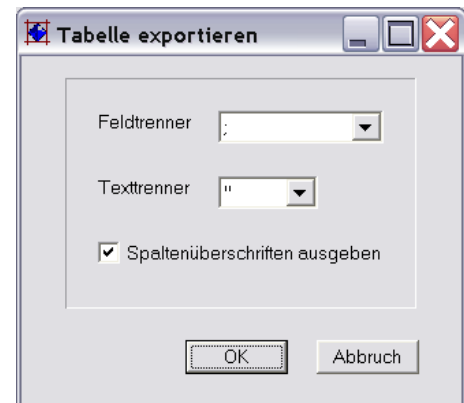 Tabelle exportieren
Feldtrenner ;
Texttrenner "
Spaltenüberschriften ausgeben
OK Abbruch